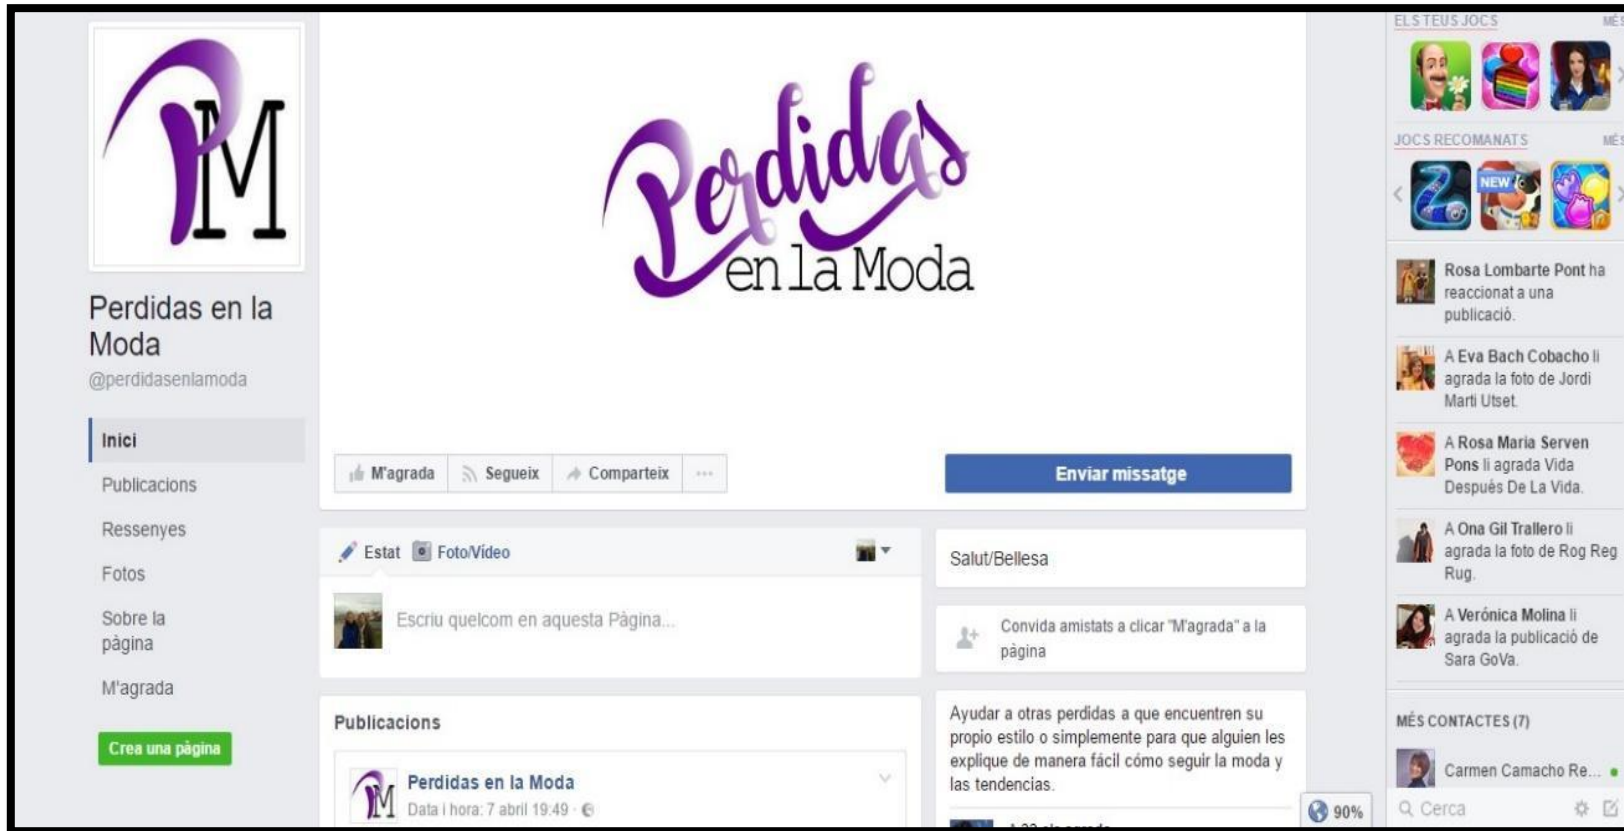 PM
Perdidas en la
Moda
@perdidasenlamoda
Inici
Publicacions
Ressenyes
Fotos
Sobre la
pàgina
M'agrada
Crea una pàgina
Perdidas
en la Moda
M'agrada
Segueix
Comparteix
Enviar missatge
Estat
Foto/Vídeo
Escriu quelcom en aquesta Pàgina...
Publicacions
PM
Perdidas en la Moda
Data i hora: 7 abril 19:49
Salut/Bellesa
Convida amistats a clicar "M'agrada" a la
pàgina
Ayudar a otras perdidas a que encuentren su
propio estilo o simplemente para que alguien les
explique de manera fácil cómo seguir la moda y
las tendencias.
90%
ELS TEUS JOCS MÉS
JOCS RECOMANATS MÉS
NEW
Rosa Lombarte Pont ha
reaccionat a una
publicació.
A Eva Bach Cobacho li
agrada la foto de Jordi
Marti Utset.
A Rosa Maria Serven
Pons li agrada Vida
Después De La Vida.
A Ona Gil Trallero li
agrada la foto de Rog Reg
Rug.
A Verónica Molina li
agrada la publicació de
Sara GoVa.
MÉS CONTACTES (7)
Carmen Camacho Re...
Cerca